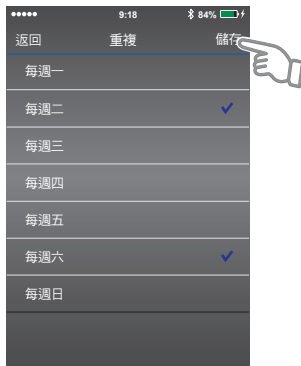 9:18 84%
返回 重複 儲存
每週一
每週二
每週三
每週四
每週五
每週六
每週日